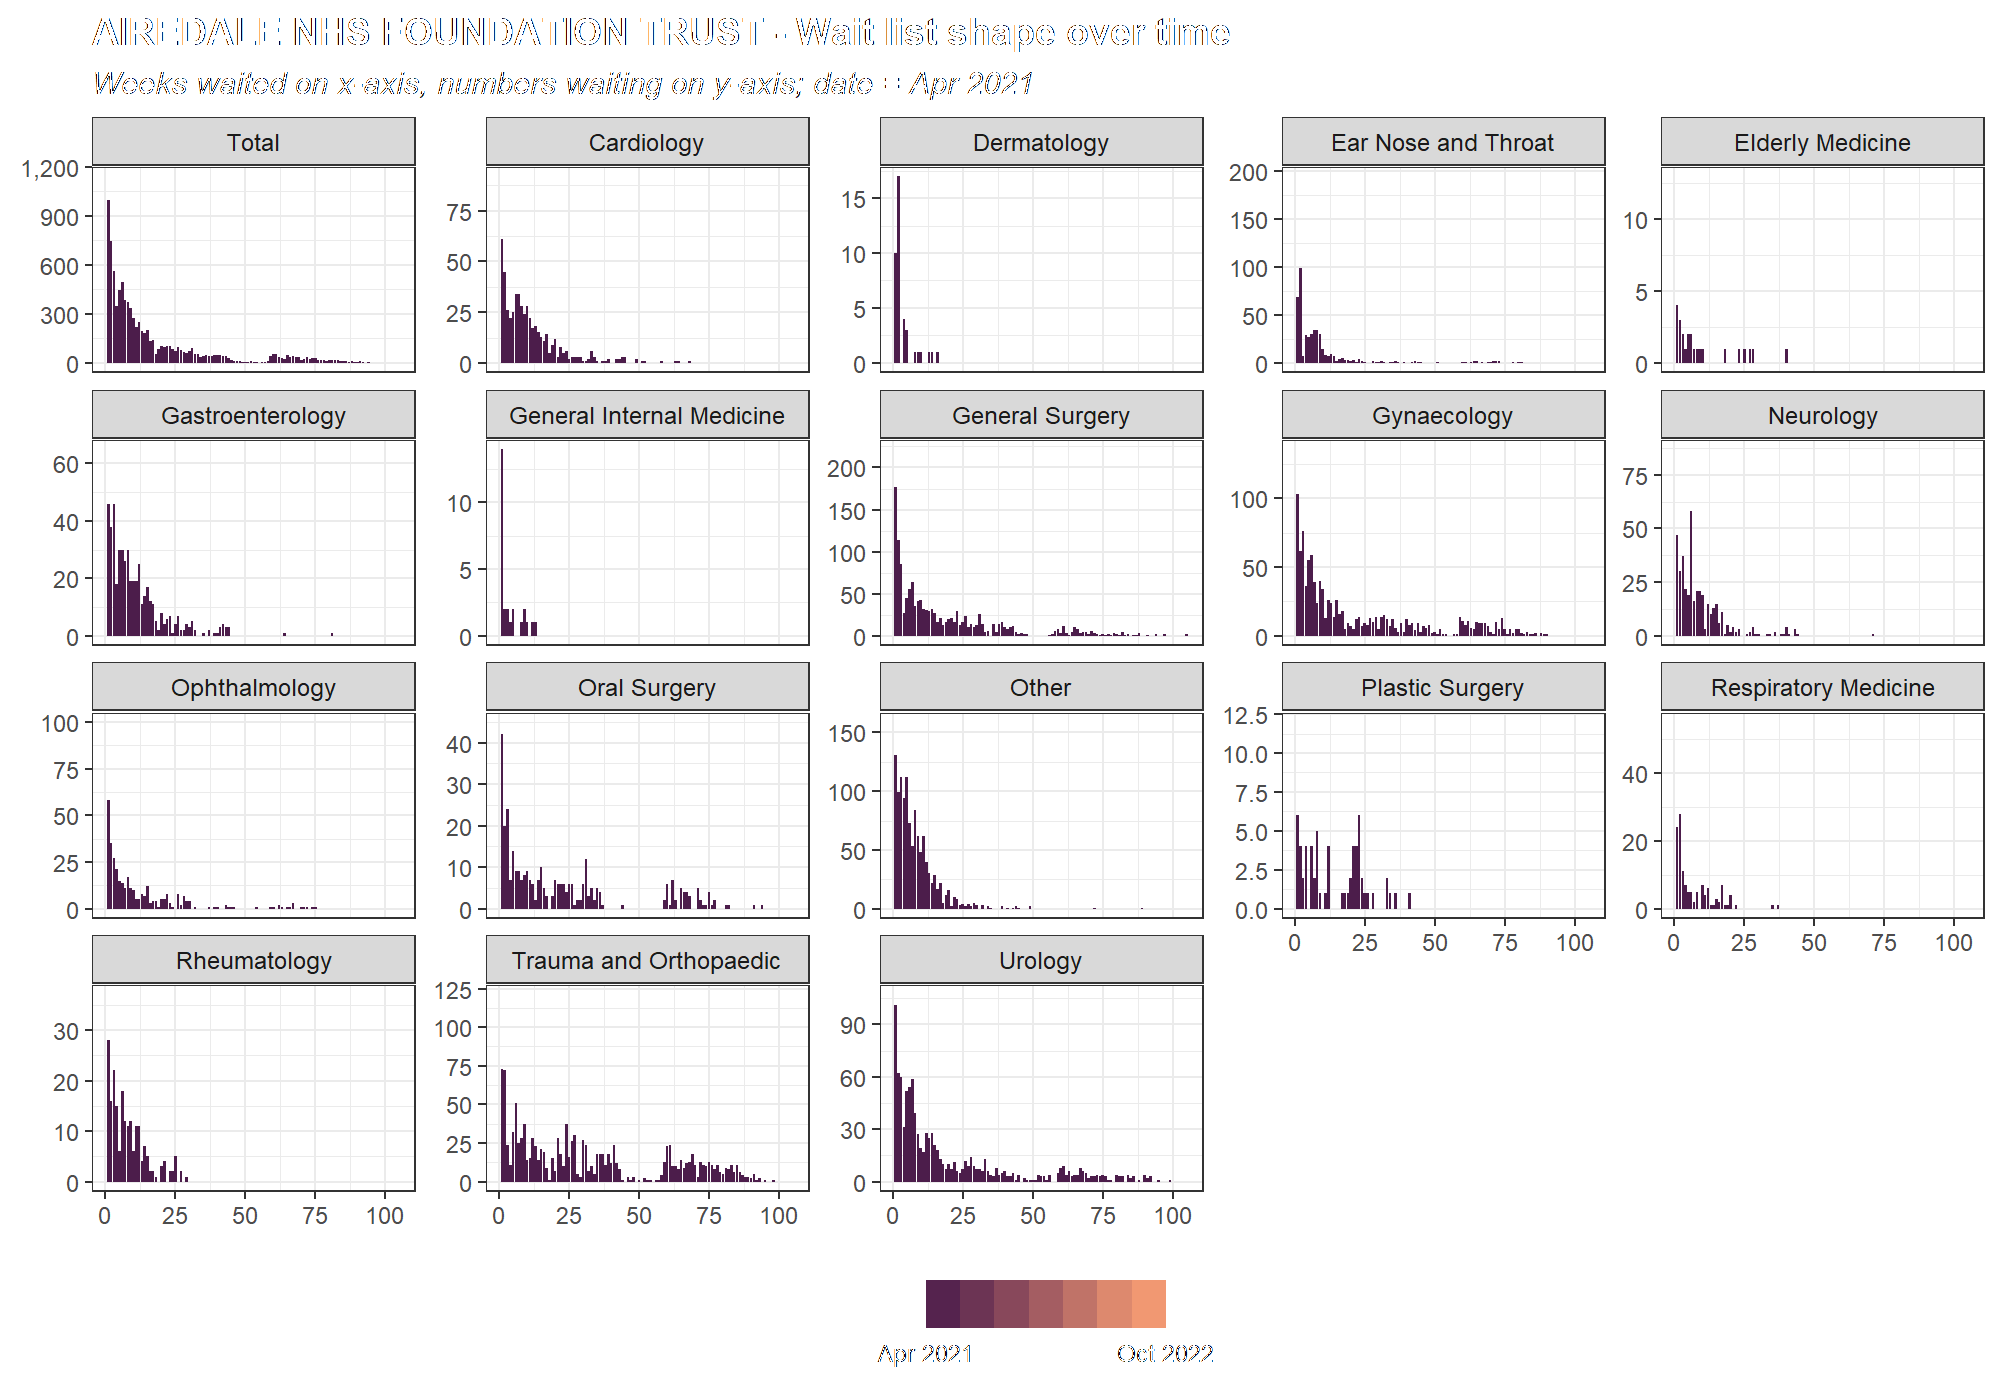 AIREDALE NHS FOUNDATION TRUST - Wait list shape over time
Weeks waited on x-axis, numbers waiting on y-axis; date = Apr 2021
Total
Cardiology
Dermatology
Ear Nose and Throat
Elderly Medicine
1,200
900
600
300
0
75
50
25
0
15
10
5
0
200
150
100
50
0
10
5
0
Gastroenterology
General Internal Medicine
General Surgery
Gynaecology
Neurology
60
40
20
0
10
5
0
200
150
100
50
0
100
50
0
75
50
25
0
Ophthalmology
Oral Surgery
Other
Plastic Surgery
Respiratory Medicine
100
75
50
25
0
40
30
20
10
0
150
100
50
0
12.5
10.0
7.5
5.0
2.5
0.0
40
20
0
0 25 50 75 100
0 25 50 75 100
Rheumatology
Trauma and Orthopaedic
Urology
30
20
10
0
125
100
75
50
25
0
90
60
30
0
0 25 50 75 100
0 25 50 75 100
0 25 50 75 100
Apr 2021
Oct 2022